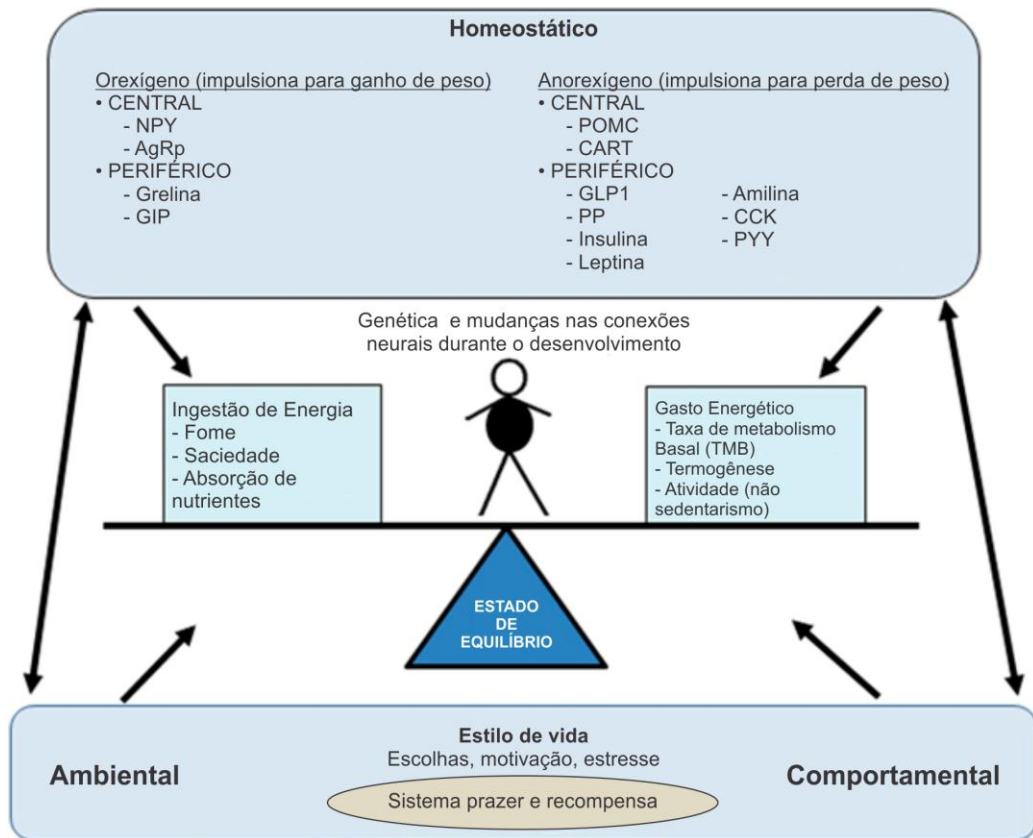 Homeostático
Orexígeno (impulsiona para ganho de peso)
• CENTRAL
- NPY
- AgRp
• PERIFÉRICO
- Grelina
- GIP
Anorexígeno (impulsiona para perda de peso)
• CENTRAL
- POMC
- CART
• PERIFÉRICO
- GLP1
- PP
- Insulina
- Leptina
- Amilina
- CCK
- PYY
Genética e mudanças nas conexões
neurais durante o desenvolvimento
Ingestão de Energia
- Fome
- Saciedade
- Absorção de
nutrientes
Gasto Energético
- Taxa de metabolismo
Basal (TMB)
- Termogênese
- Atividade (não
sedentarismo)
ESTADO
DE
EQUILÍBRIO
Ambiental
Estilo de vida
Escolhas, motivação, estresse
Sistema prazer e recompensa
Comportamental